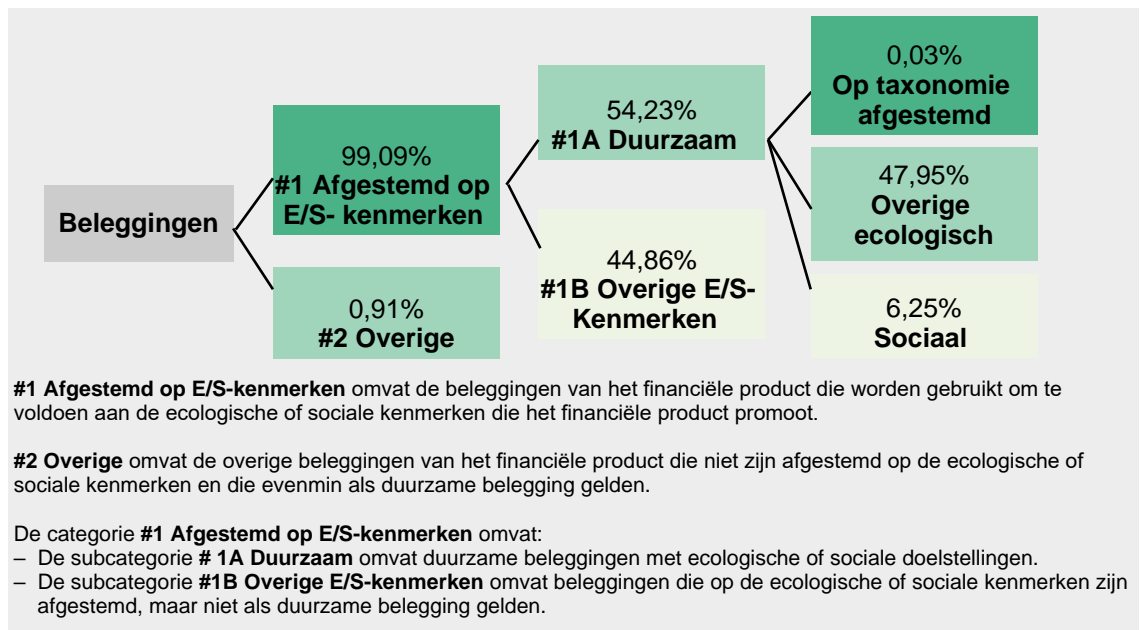 Beleggingen
99,09%
#1 Afgestemd op
E/S- kenmerken
0,91%
#2 Overige
54,23%
#1A Duurzaam
44,86%
#1B Overige E/S-
Kenmerken
0,03%
Op taxonomie
afgestemd
47,95%
Overige
ecologisch
6,25%
Sociaal
#1 Afgestemd op E/S-kenmerken omvat de beleggingen van het financiële product die worden gebruikt om te
voldoen aan de ecologische of sociale kenmerken die het financiële product promoot.
#2 Overige omvat de overige beleggingen van het financiële product die niet zijn afgestemd op de ecologische of
sociale kenmerken en die evenmin als duurzame belegging gelden.
De categorie #1 Afgestemd op E/S-kenmerken omvat:
– De subcategorie # 1A Duurzaam omvat duurzame beleggingen met ecologische of sociale doelstellingen.
– De subcategorie #1B Overige E/S-kenmerken omvat beleggingen die op de ecologische of sociale kenmerken zijn
afgestemd, maar niet als duurzame belegging gelden.